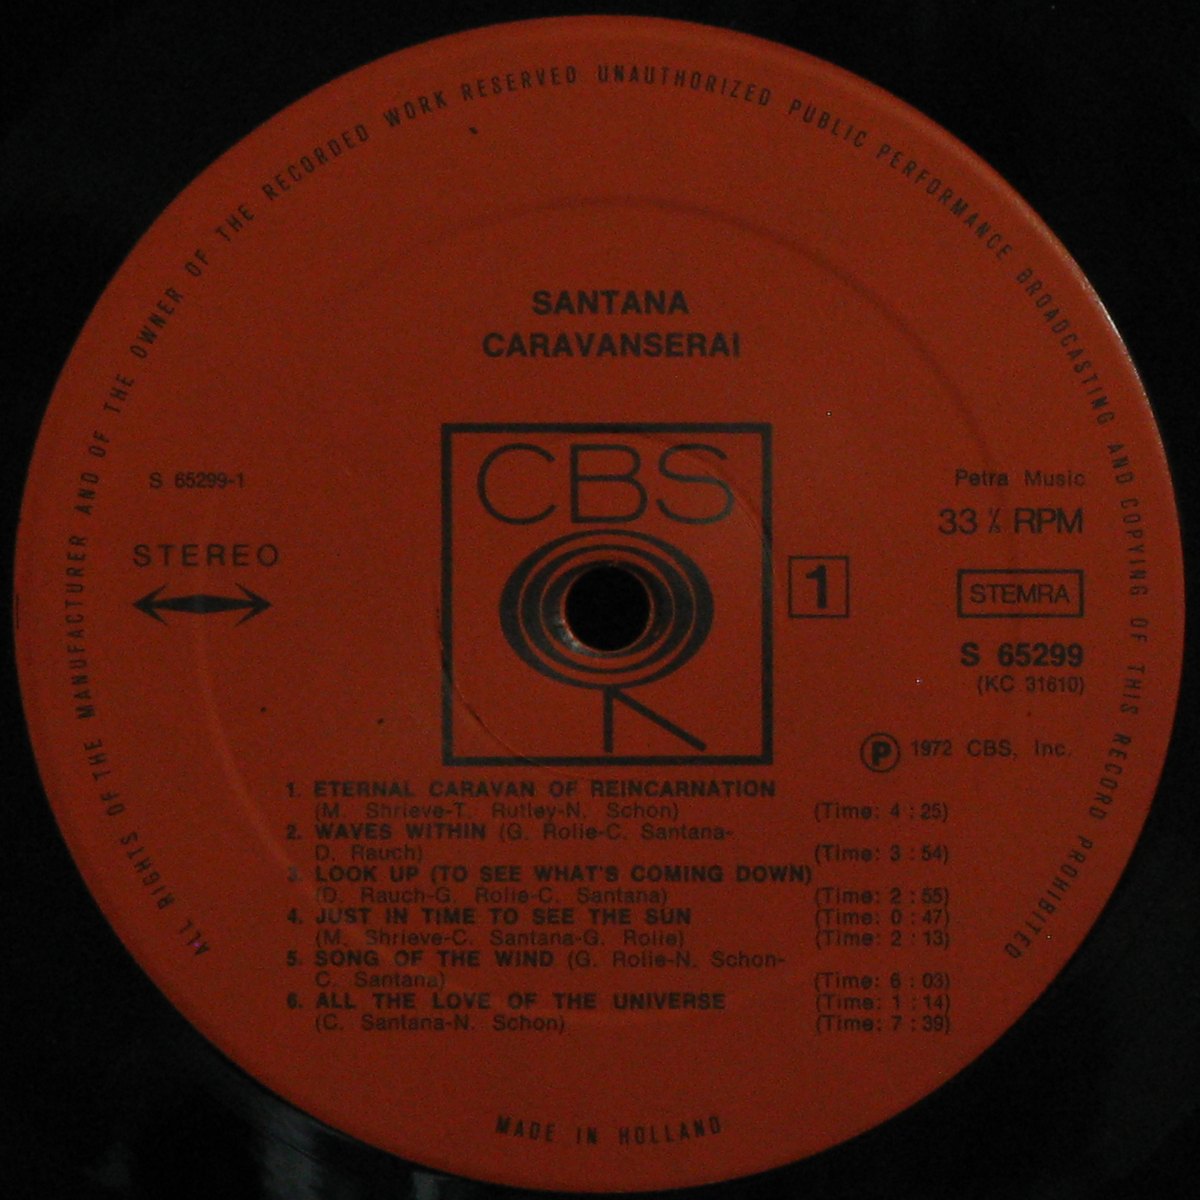 ALL RIGHTS OF THE MANUFACTURER AND OF THE OWNER OF THE RECORDED WORK RESERVED UNAUTHORIZED PUBLIC PERFORMANCE BROADCASTING AND COPYING OF THIS RECORD PROHIBITED
SANTANA
CARAVANSERAI
CBS
S 65299-1
STEREO
1
Petra Music
33 ⅓ RPM
STEMRA
S 65299
(KC 31610)
Ⓟ 1972 CBS, Inc.
1. ETERNAL CARAVAN OF REINCARNATION
(M. Shrieve-T. Rutley-N. Schon) (Time: 4 : 25)
2. WAVES WITHIN (G. Rolie-C. Santana-
D. Rauch) (Time: 3 : 54)
3. LOOK UP (TO SEE WHAT'S COMING DOWN)
(D. Rauch-G. Rolie-C. Santana) (Time: 2 : 55)
4. JUST IN TIME TO SEE THE SUN (Time: 0 : 47)
(M. Shrieve-C. Santana-G. Rolie) (Time: 2 : 13)
5. SONG OF THE WIND (G. Rolie-N. Schon-
C. Santana) (Time: 6 : 03)
6. ALL THE LOVE OF THE UNIVERSE (Time: 1 : 14)
(C. Santana-N. Schon) (Time: 7 : 39)
MADE IN HOLLAND